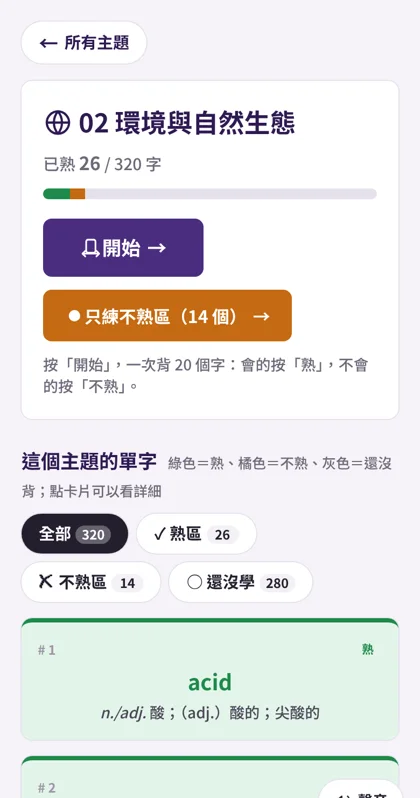 ← 所有主題
02 環境與自然生態
已熟 26 / 320 字
開始 →
只練不熟區（14 個） →
按「開始」，一次背 20 個字：會的按「熟」，不會
的按「不熟」。
這個主題的單字 綠色＝熟、橘色＝不熟、灰色＝還沒
背；點卡片可以看詳細
全部 320 ✓ 熟區 26
不熟區 14 ○ 還沒學 280
# 1 熟
acid
n./adj. 酸；（adj.）酸的；尖酸的
# 2